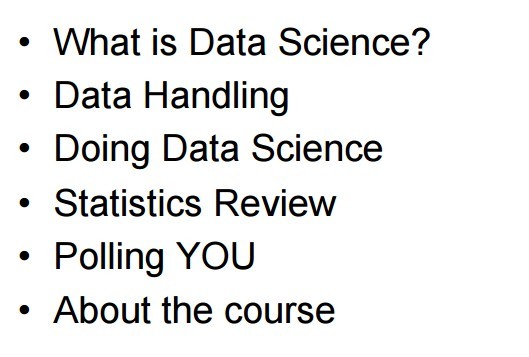 • What is Data Science?
• Data Handling
• Doing Data Science
• Statistics Review
• Polling YOU
• About the course